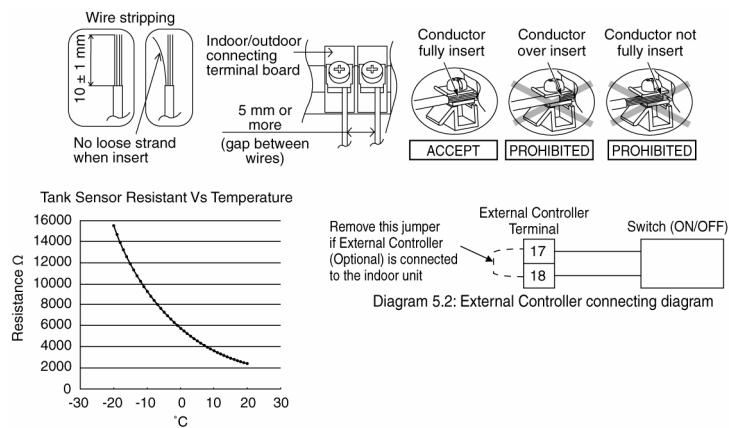 Wire stripping
10 ± 1 mm
No loose strand
when insert
Indoor/outdoor
connecting
terminal board
5 mm or
more
(gap between
wires)
Conductor
fully insert
Conductor
over insert
Conductor not
fully insert
ACCEPT
PROHIBITED
PROHIBITED
Tank Sensor Resistant Vs Temperature
Resistance Ω
16000
14000
12000
10000
8000
6000
4000
2000
0
-30 -20 -10 0 10 20 30
˚C
Remove this jumper
if External Controller
(Optional) is connected
to the indoor unit
External Controller
Terminal
17
18
Switch (ON/OFF)
Diagram 5.2: External Controller connecting diagram